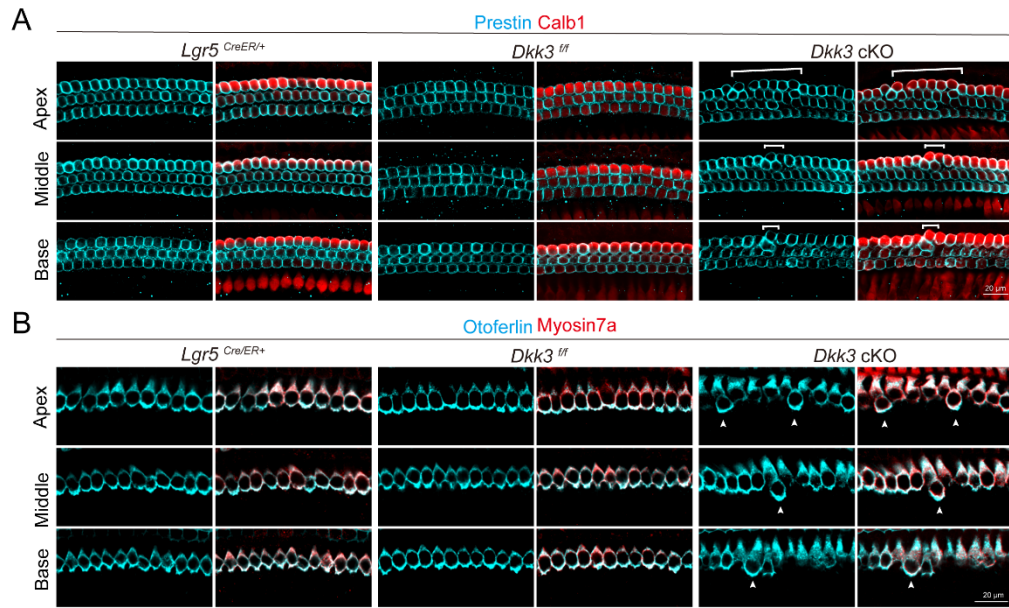 A
Prestin Calb1
Lgr5 CreER/+ Dkk3 f/f Dkk3 cKO
Apex
Middle
Base
20 μm
B
Otoferlin Myosin7a
Lgr5 Cre/ER+ Dkk3 f/f Dkk3 cKO
Apex
Middle
Base
20 μm